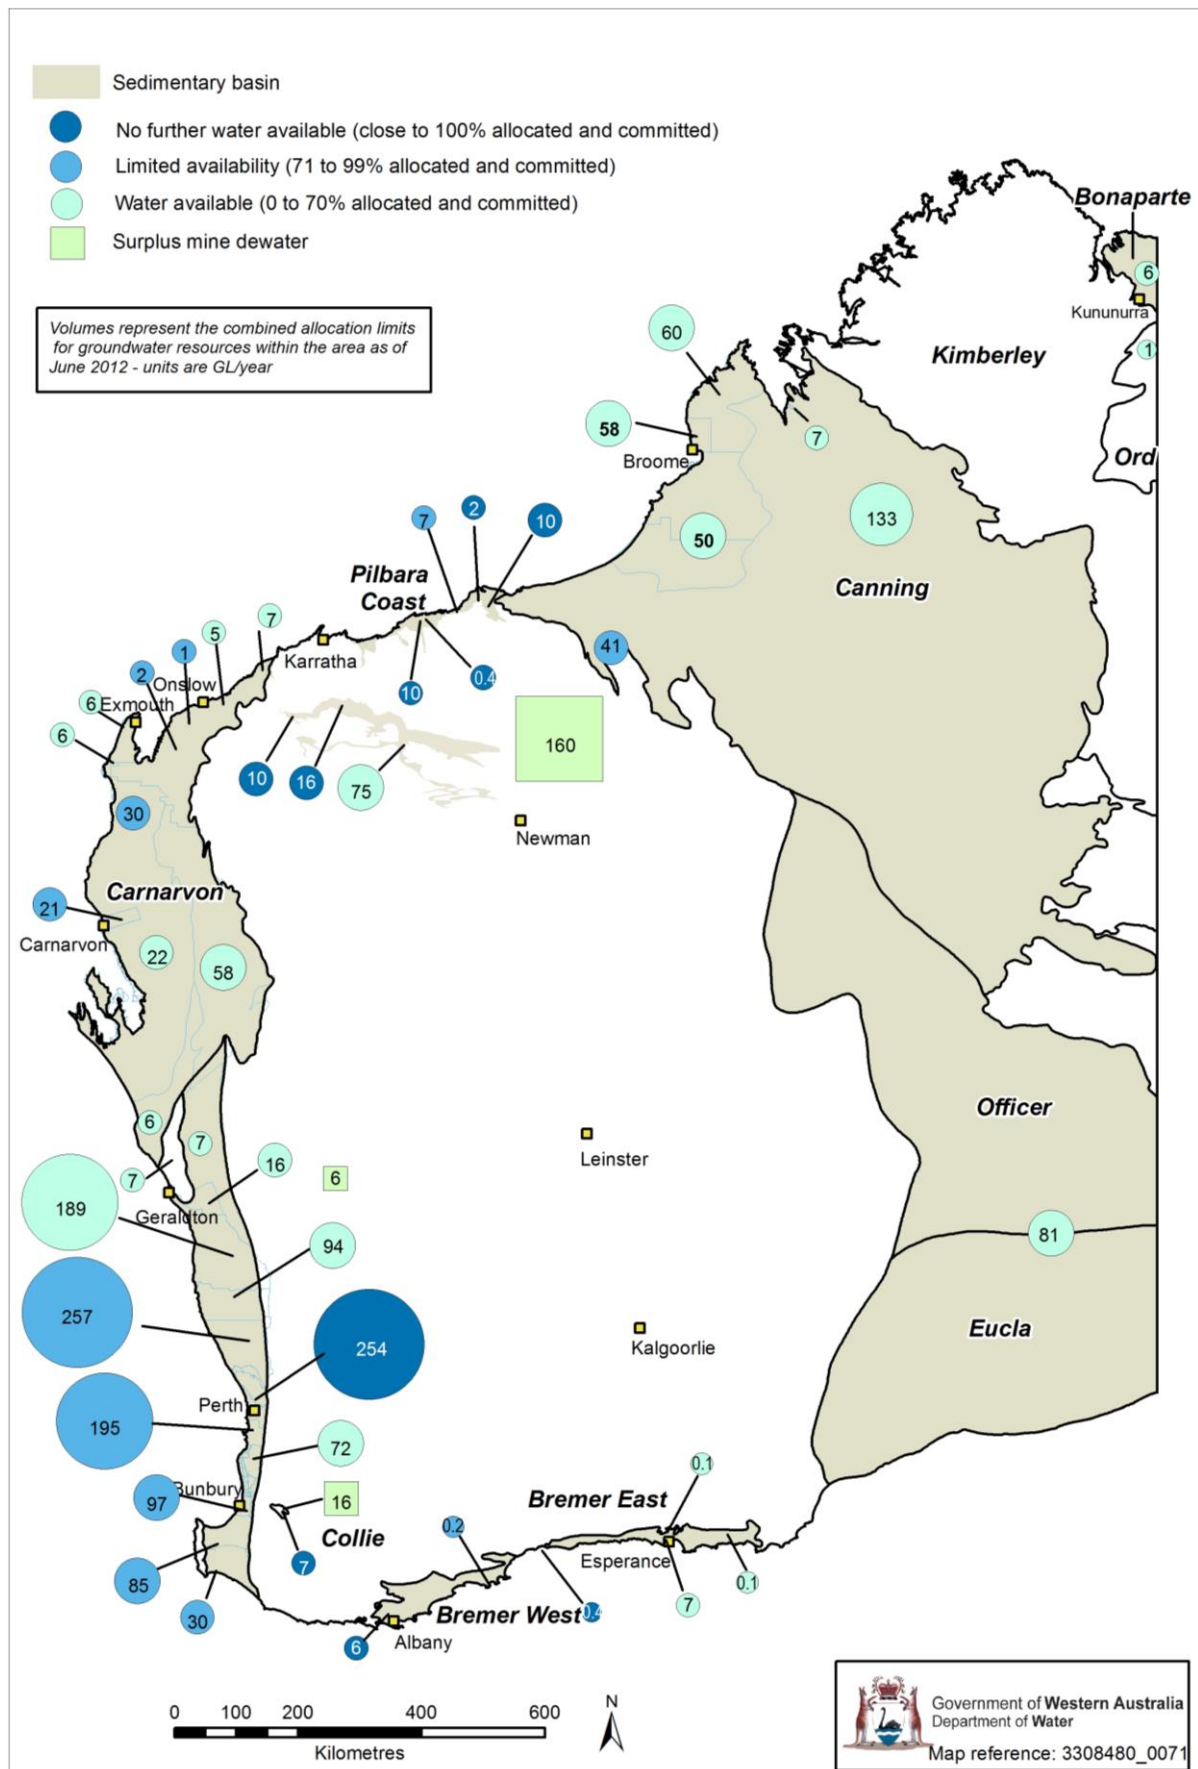 Sedimentary basin
No further water available (close to 100% allocated and committed)
Limited availability (71 to 99% allocated and committed)
Water available (0 to 70% allocated and committed)
Surplus mine dewater
Volumes represent the combined allocation limits
for groundwater resources within the area as of
June 2012 - units are GL/year
Bonaparte
6
Kununurra
1
60
Kimberley
58
7
Broome
Ord
133
50
7
2
10
Pilbara
Coast
Canning
7
5
Karratha
41
1
2
Onslow
10
0.4
6
Exmouth
6
160
10
16
75
30
Newman
Carnarvon
21
Carnarvon
22
58
Officer
6
7
Leinster
16
7
6
189
Geraldton
94
81
257
254
Kalgoorlie
Eucla
Perth
195
72
0.1
Bunbury
97
16
Bremer East
0.2
Collie
Esperance
7
85
0.1
7
30
Bremer West
0.4
6
Albany
N
0 100 200 400 600
Kilometres
Government of Western Australia
Department of Water
Map reference: 3308480_0071